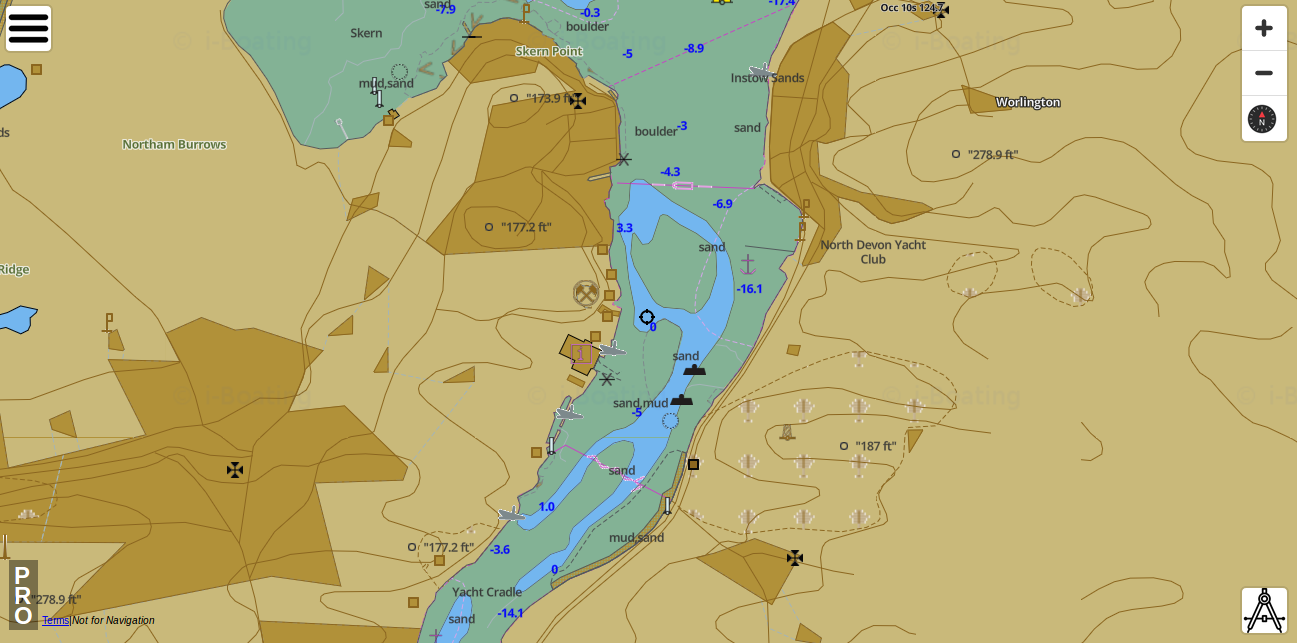 sand
-7.9
-0.3
-17.4
Occ 10s 124.7
boulder
Skern
© i-Boating
Skern Point
-5
-8.9
Instow Sands
mud,sand
"173.9 ft"
Worlington
ds
boulder
-3
sand
Northam Burrows
"278.9 ft"
-4.3
-6.9
"177.2 ft"
3.3
sand
North Devon Yacht
Club
Ridge
-16.1
0
1
sand
© i-Boating
© i-Boating
sand,mud
-5
"187 ft"
sand
1.0
mud,sand
"177.2 ft"
-3.6
0
PRO
"278.9 ft"
Yacht Cradle
-14.1
sand
Terms|Not for Navigation
N